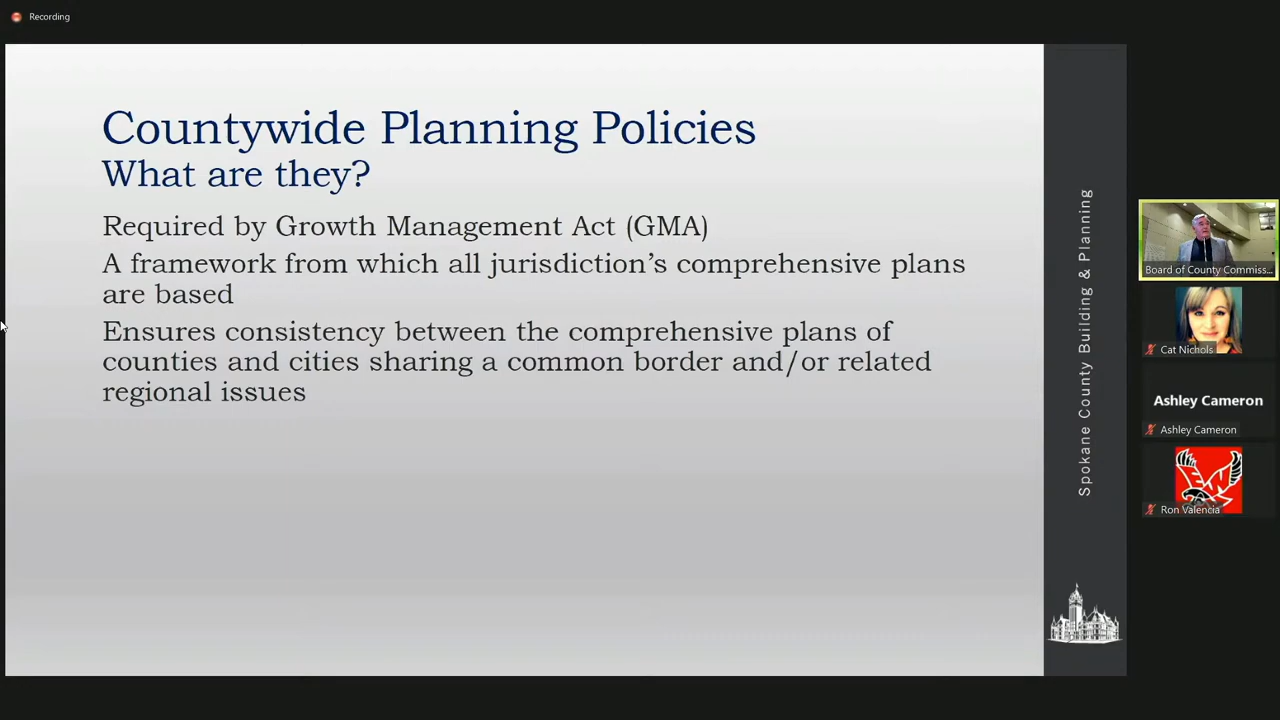 Recording
Countywide Planning Policies
What are they?
Required by Growth Management Act (GMA)
A framework from which all jurisdiction's comprehensive plans
are based
Ensures consistency between the comprehensive plans of
counties and cities sharing a common border and/or related
regional issues
Spokane County Building & Planning
Board of County Commiss...
Cat Nichols
Ashley Cameron
Ashley Cameron
Ron Valencia